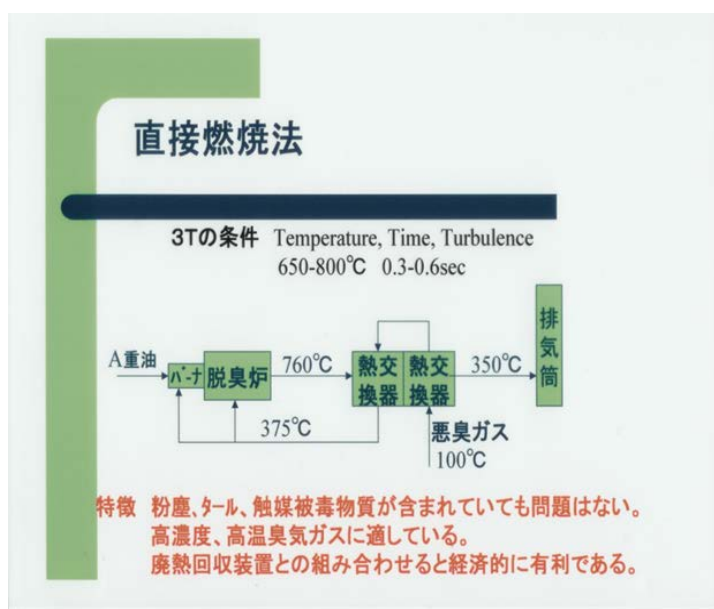 直接燃焼法
3Tの条件 Temperature, Time, Turbulence
650-800℃ 0.3-0.6sec
A重油
バーナ
脱臭炉
760℃
熱交
換器
熱交
換器
350℃
排
気
筒
375℃
悪臭ガス
100℃
特徴 粉塵、タール、触媒被毒物質が含まれていても問題はない。
高濃度、高温臭気ガスに適している。
廃熱回収装置との組み合わせると経済的に有利である。